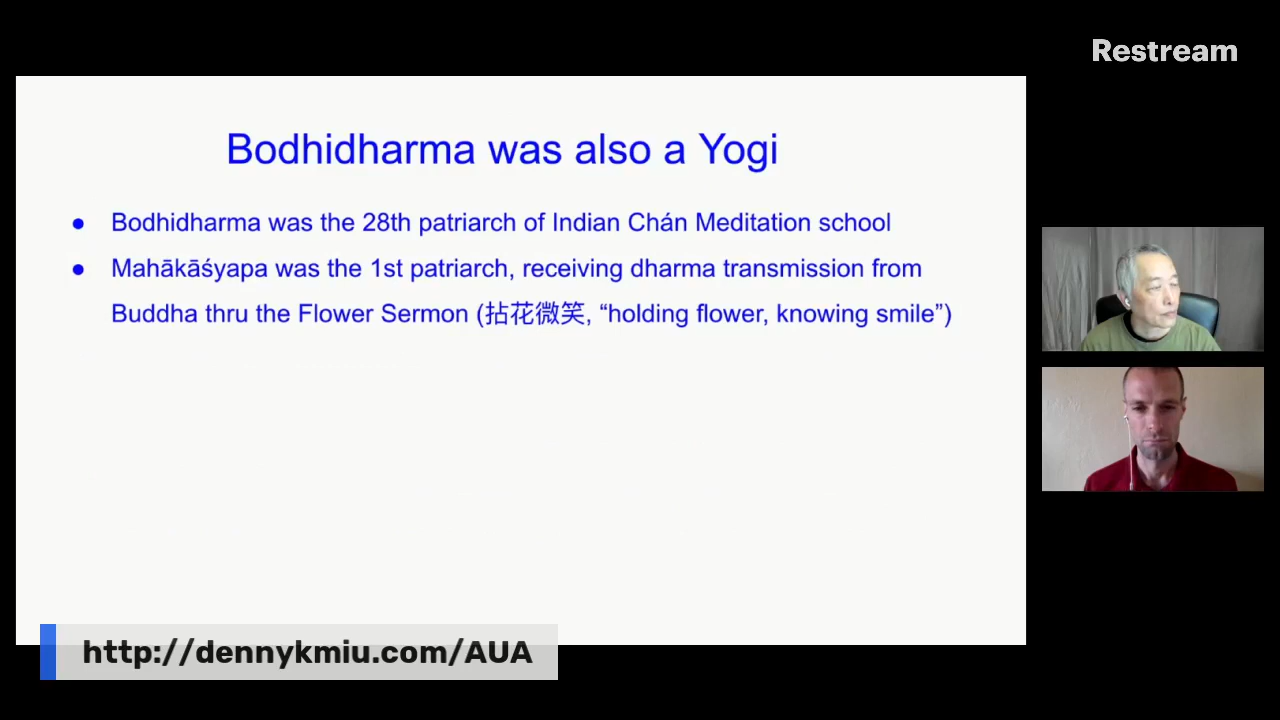 Restream
Bodhidharma was also a Yogi
● Bodhidharma was the 28th patriarch of Indian Chán Meditation school
● Mahākāśyapa was the 1st patriarch, receiving dharma transmission from
Buddha thru the Flower Sermon (拈花微笑, “holding flower, knowing smile”)
http://dennykmiu.com/AUA